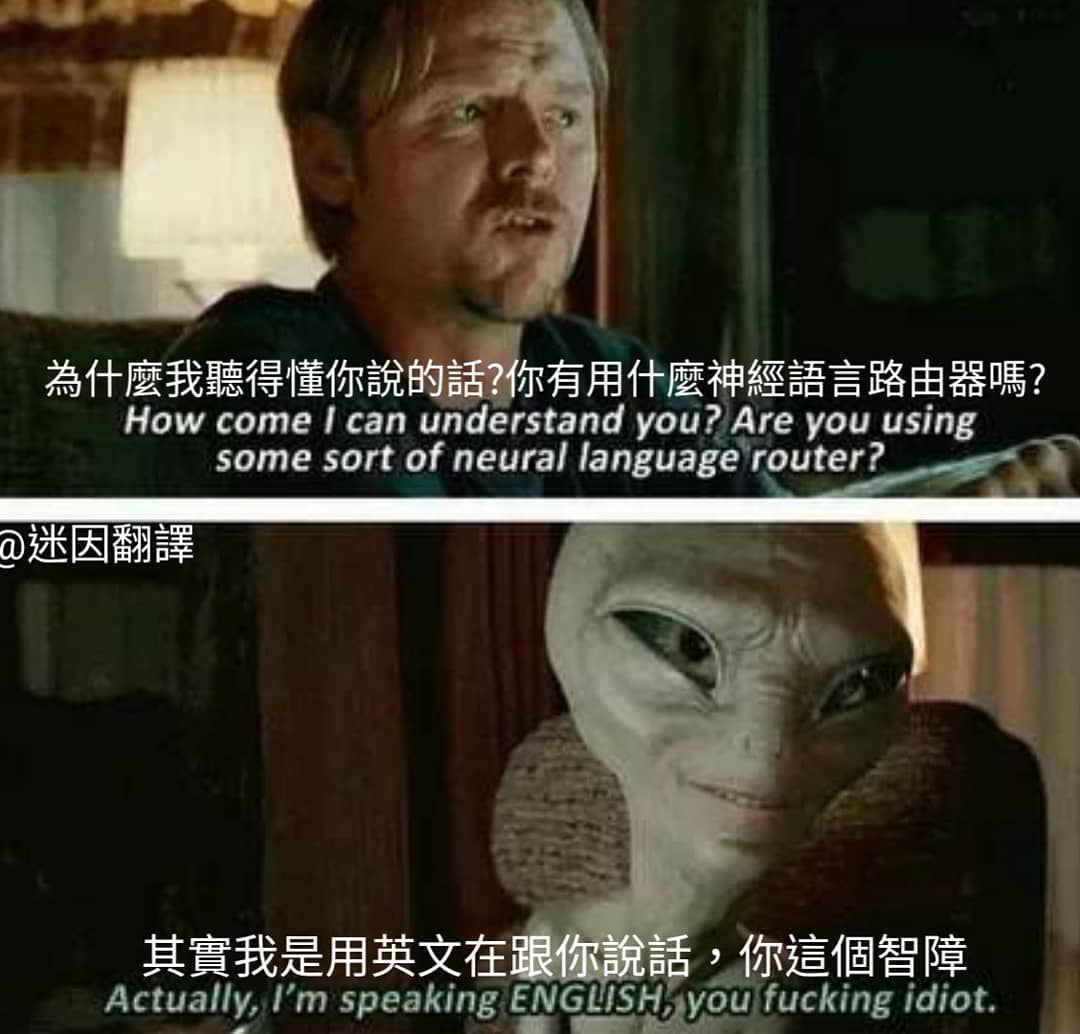 為什麼我聽得懂你說的話?你有用什麼神經語言路由器嗎?
How come I can understand you? Are you using
some sort of neural language router?
@迷因翻譯
其實我是用英文在跟你說話，你這個智障
Actually, I'm speaking ENGLISH, you fucking idiot.